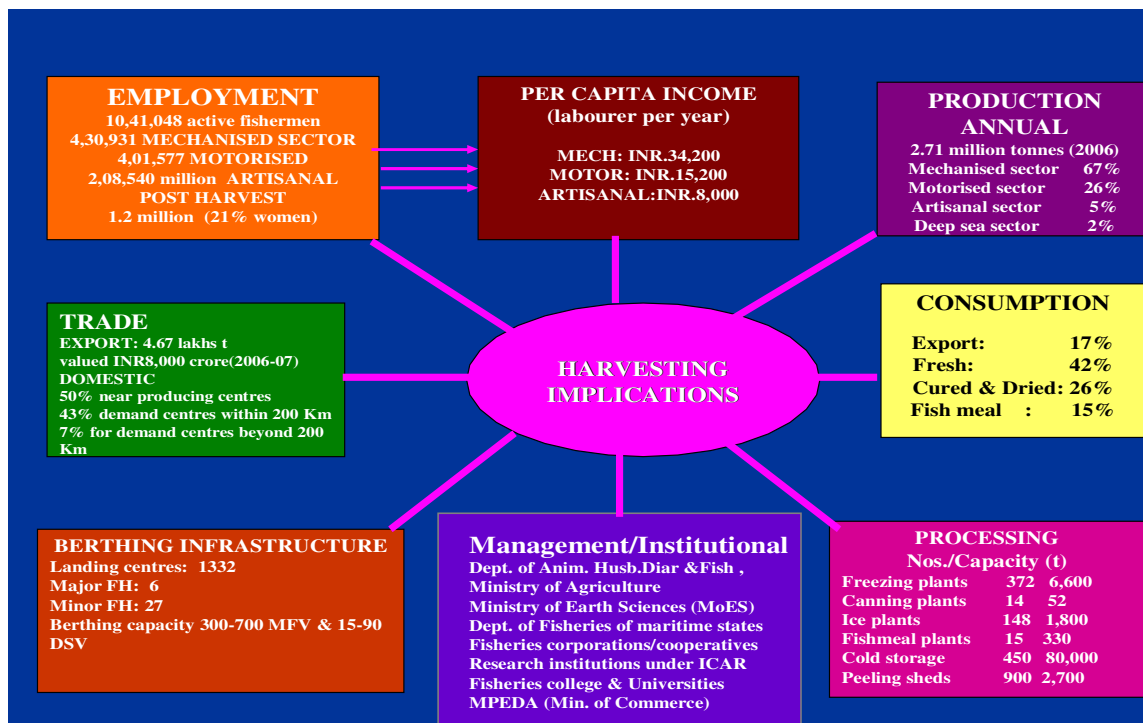 EMPLOYMENT
10,41,048 active fishermen
4,30,931 MECHANISED SECTOR
4,01,577 MOTORISED
2,08,540 million ARTISANAL
POST HARVEST
1.2 million (21% women)
PER CAPITA INCOME
(labourer per year)
MECH: INR.34,200
MOTOR: INR.15,200
ARTISANAL:INR.8,000
PRODUCTION
ANNUAL
2.71 million tonnes (2006)
Mechanised sector 67%
Motorised sector 26%
Artisanal sector 5%
Deep sea sector 2%
TRADE
EXPORT: 4.67 lakhs t
valued INR8,000 crore(2006-07)
DOMESTIC
50% near producing centres
43% demand centres within 200 Km
7% for demand centres beyond 200
Km
HARVESTING
IMPLICATIONS
CONSUMPTION
Export: 17%
Fresh: 42%
Cured & Dried: 26%
Fish meal : 15%
BERTHING INFRASTRUCTURE
Landing centres: 1332
Major FH: 6
Minor FH: 27
Berthing capacity 300-700 MFV & 15-90
DSV
Management/Institutional
Dept. of Anim. Husb.Diar &Fish ,
Ministry of Agriculture
Ministry of Earth Sciences (MoES)
Dept. of Fisheries of maritime states
Fisheries corporations/cooperatives
Research institutions under ICAR
Fisheries college & Universities
MPEDA (Min. of Commerce)
PROCESSING
Nos./Capacity (t)
Freezing plants 372 6,600
Canning plants 14 52
Ice plants 148 1,800
Fishmeal plants 15 330
Cold storage 450 80,000
Peeling sheds 900 2,700